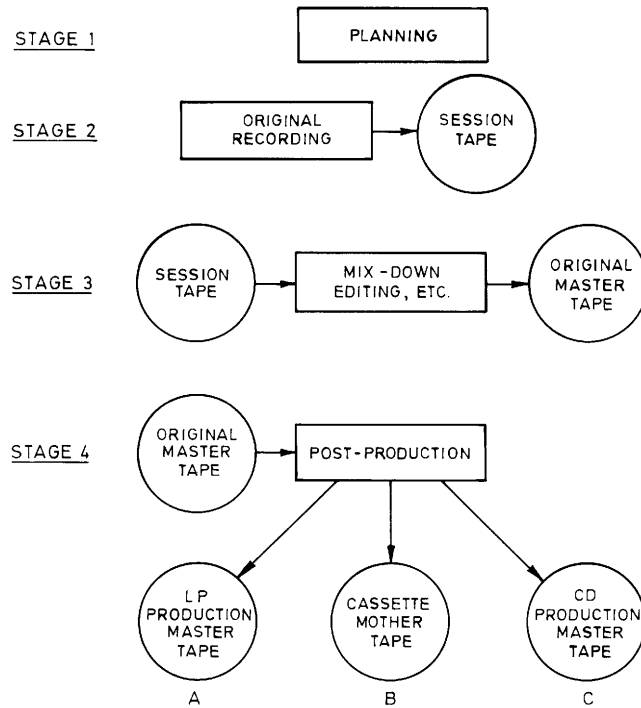 STAGE 1
PLANNING
STAGE 2
ORIGINAL
RECORDING
SESSION
TAPE
STAGE 3
SESSION
TAPE
MIX-DOWN
EDITING, ETC.
ORIGINAL
MASTER
TAPE
STAGE 4
ORIGINAL
MASTER
TAPE
POST-PRODUCTION
LP
PRODUCTION
MASTER
TAPE
CASSETTE
MOTHER
TAPE
CD
PRODUCTION
MASTER
TAPE
A
B
C